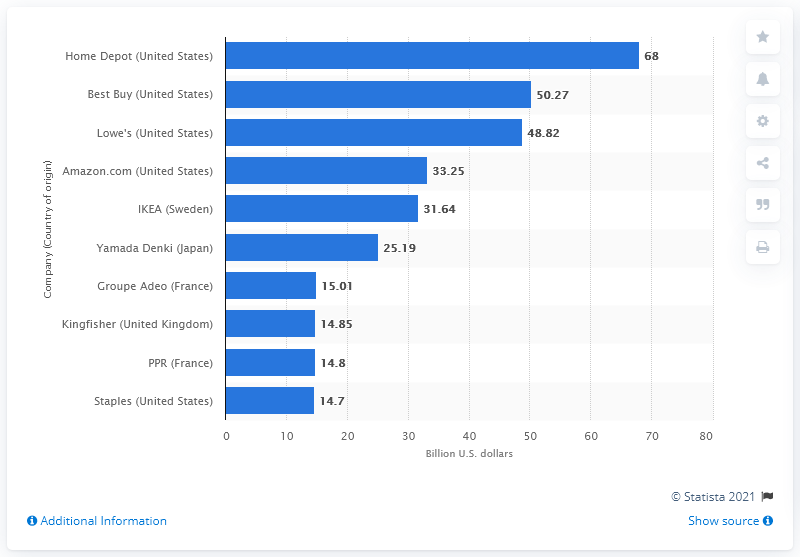 Company (Country of origin)
Home Depot (United States) 68
Best Buy (United States) 50.27
Lowe's (United States) 48.82
Amazon.com (United States) 33.25
IKEA (Sweden) 31.64
Yamada Denki (Japan) 25.19
Groupe Adeo (France) 15.01
Kingfisher (United Kingdom) 14.85
PPR (France) 14.8
Staples (United States) 14.7
0 10 20 30 40 50 60 70 80
Billion U.S. dollars
© Statista 2021
Additional Information Show source